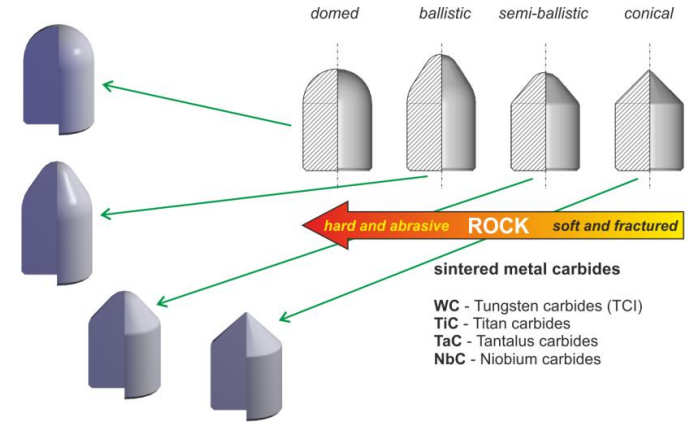 domed ballistic semi-ballistic conical
hard and abrasive ROCK soft and fractured
sintered metal carbides
WC - Tungsten carbides (TCI)
TiC - Titan carbides
TaC - Tantalus carbides
NbC - Niobium carbides